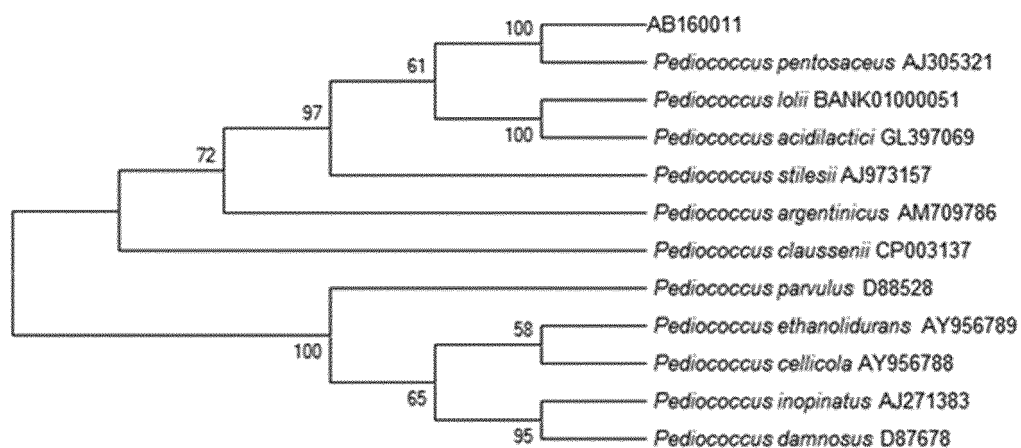 100
AB160011
Pediococcus pentosaceus AJ305321
61
Pediococcus lolii BANK01000051
97
100
Pediococcus acidilactici GL397069
72
Pediococcus stilesii AJ973157
Pediococcus argentinicus AM709786
Pediococcus claussenii CP003137
Pediococcus parvulus D88528
100
58
Pediococcus ethanolidurans AY956789
Pediococcus cellicola AY956788
65
Pediococcus inopinatus AJ271383
95
Pediococcus damnosus D87678